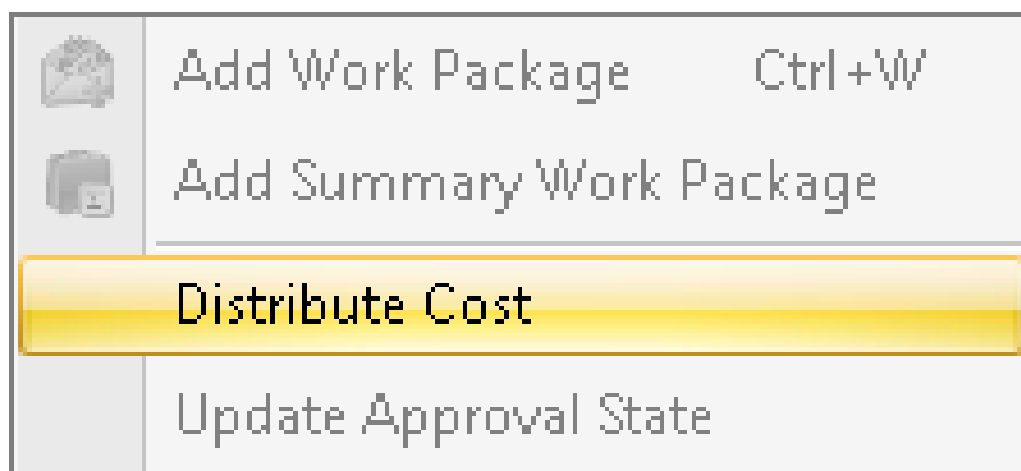 Add Work Package Ctrl+W
Add Summary Work Package
Distribute Cost
Update Approval State